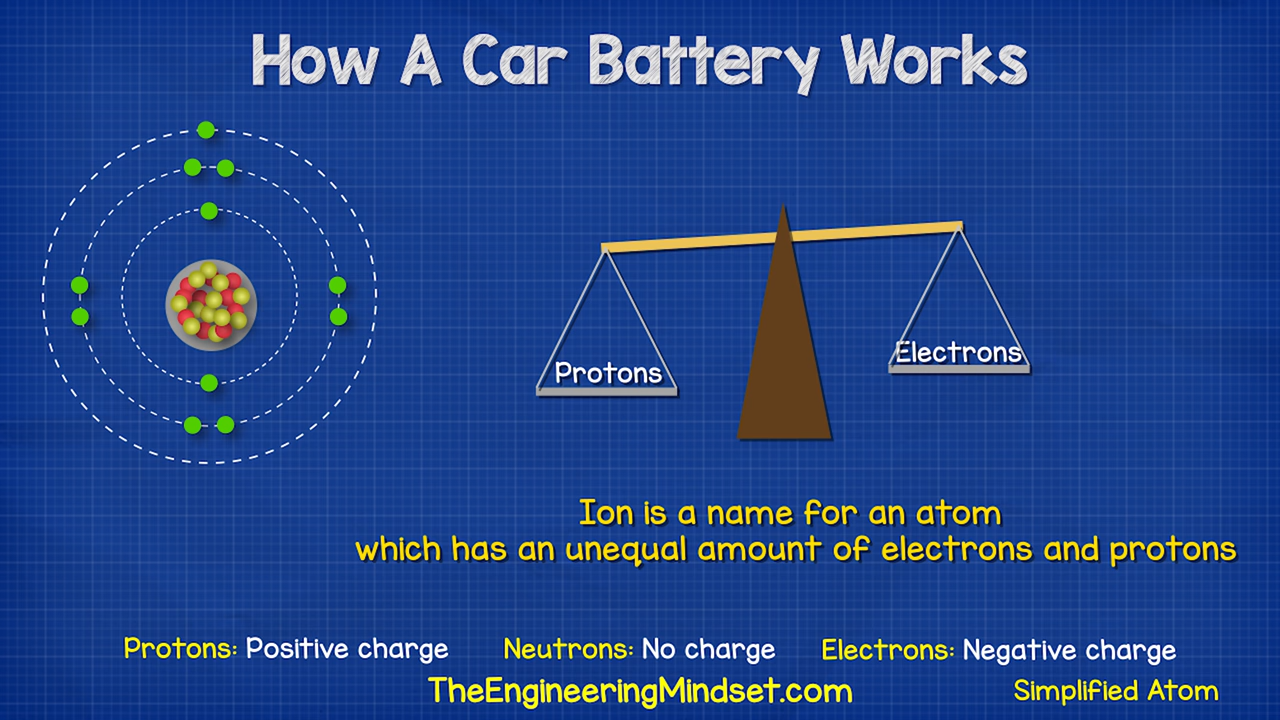 How A Car Battery Works
Protons
Electrons
Ion is a name for an atom
which has an unequal amount of electrons and protons
Protons: Positive charge
Neutrons: No charge
Electrons: Negative charge
TheEngineeringMindset.com
Simplified Atom